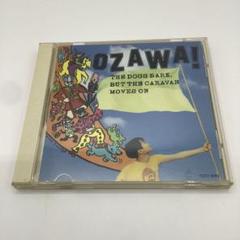 OZAWA!
THE DOGS BARK,
BUT THE CARAVAN
MOVES ON